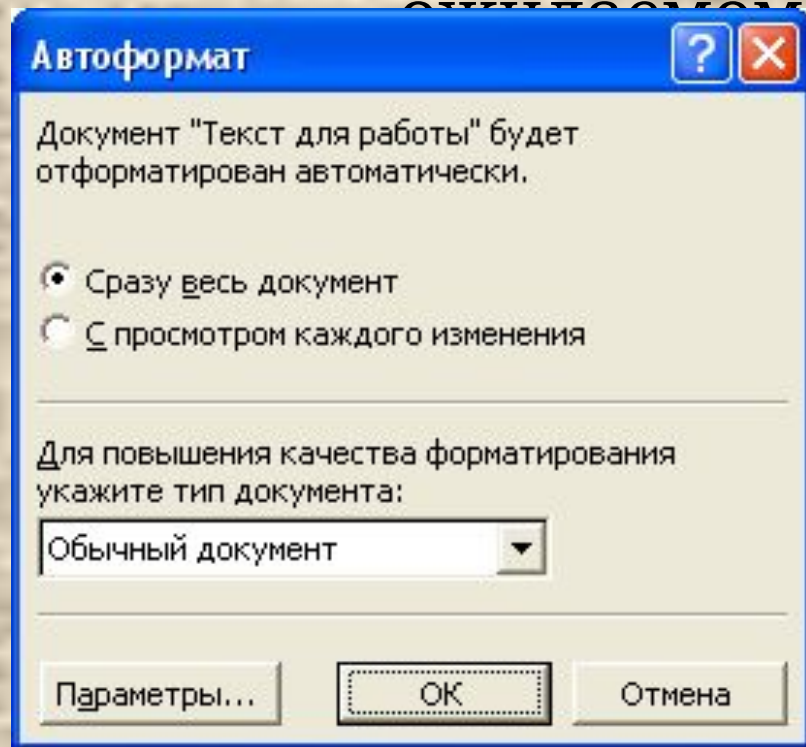 ожидаемом
Автоформат
Документ "Текст для работы" будет
отформатирован автоматически.
Сразу весь документ
С просмотром каждого изменения
Для повышения качества форматирования
укажите тип документа:
Обычный документ
Параметры... ОК Отмена